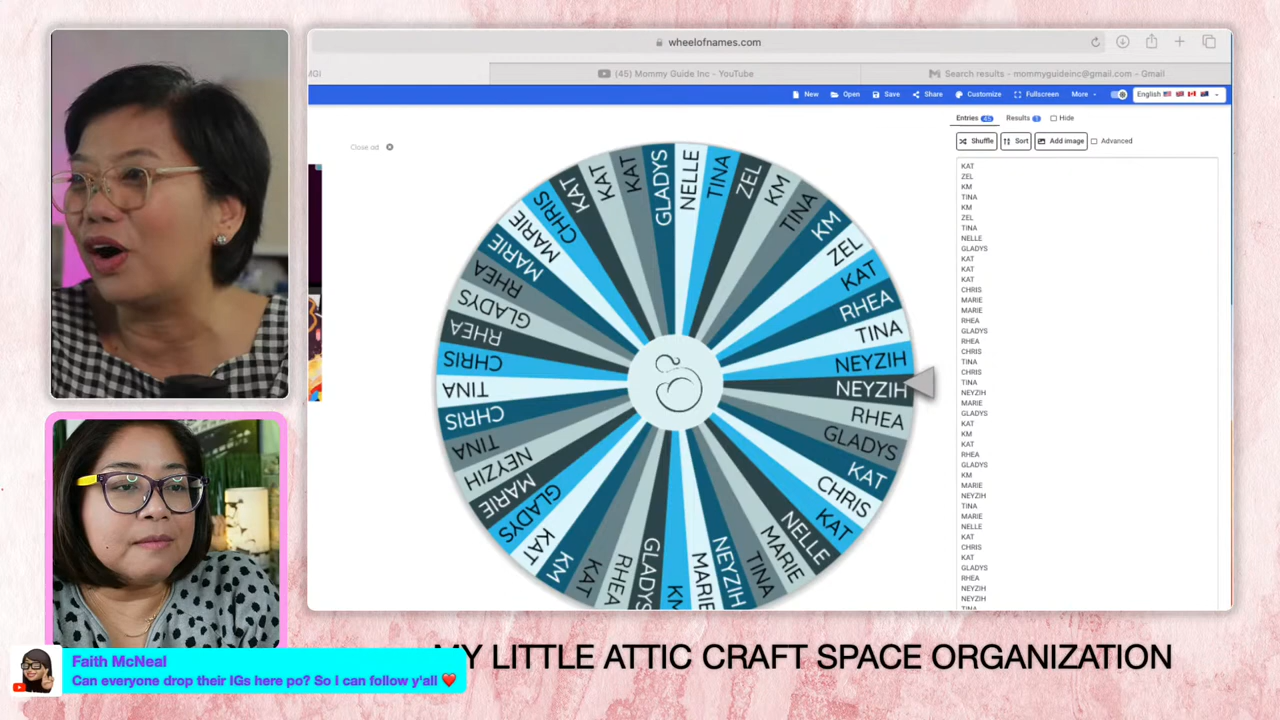 wheelofnames.com
MGI
(45) Mommy Guide Inc - YouTube
Search results - mommyguideinc@gmail.com - Gmail
New
Open
Save
Share
Customize
Fullscreen
More
English
Close ad
Entries 45
Results 1
Hide
Shuffle
Sort
Add image
Advanced
GLADYS
NELLE
TINA
ZEL
KM
TINA
KM
ZEL
KAT
RHEA
TINA
NEYZIH
NEYZIH
RHEA
GLADYS
KAT
CHRIS
KAT
NELLE
MARIE
TINA
NEYZIH
MARIE
KM
GLADYS
RHEA
KAT
KM
KAT
GLADYS
MARIE
NEYZIH
TINA
CHRIS
TINA
CHRIS
RHEA
GLADYS
RHEA
MARIE
MARIE
CHRIS
KAT
KAT
KAT
KAT
ZEL
KM
TINA
KM
ZEL
TINA
NELLE
GLADYS
KAT
KAT
KAT
CHRIS
MARIE
MARIE
RHEA
GLADYS
RHEA
CHRIS
TINA
CHRIS
TINA
NEYZIH
MARIE
GLADYS
KAT
KM
KAT
RHEA
GLADYS
KM
MARIE
NEYZIH
TINA
MARIE
NELLE
KAT
CHRIS
KAT
GLADYS
RHEA
NEYZIH
NEYZIH
TINA
MY LITTLE ATTIC CRAFT SPACE ORGANIZATION
Faith McNeal
Can everyone drop their IGs here po? So I can follow y'all ❤️